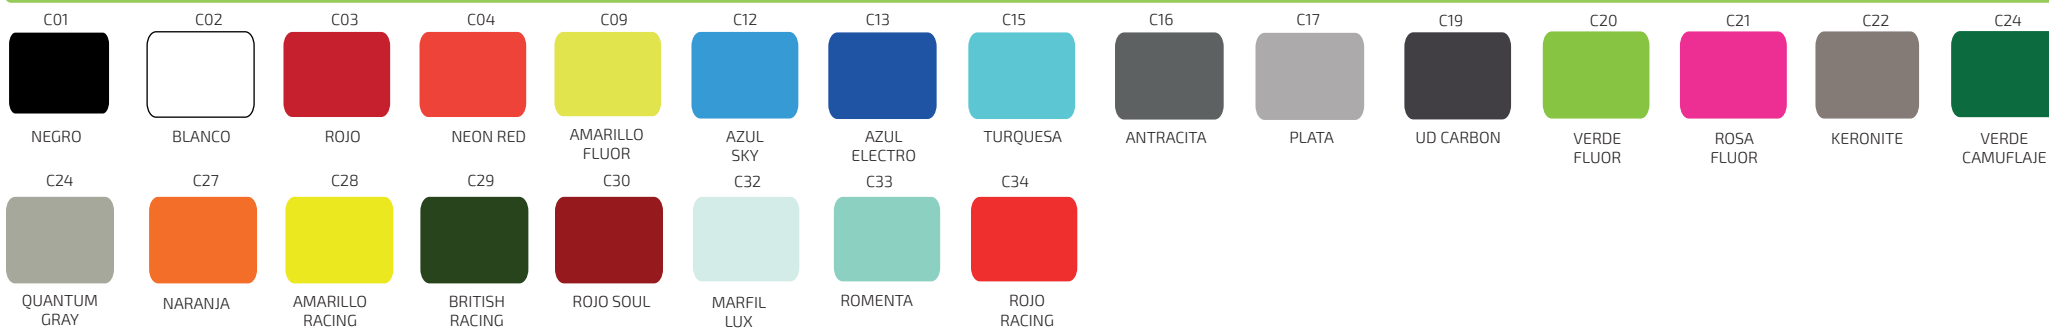 C01 C02 C03 C04 C09 C12 C13 C15 C16 C17 C19 C20 C21 C22 C24
NEGRO BLANCO ROJO NEON RED AMARILLO AZUL AZUL TURQUESA ANTRACITA PLATA UD CARBON VERDE ROSA KERONITE VERDE
FLUOR SKY ELECTRO FLUOR FLUOR CAMUFLAJE
C24 C27 C28 C29 C30 C32 C33 C34
QUANTUM NARANJA AMARILLO BRITISH ROJO SOUL MARFIL ROMENTA ROJO
GRAY RACING RACING LUX RACING